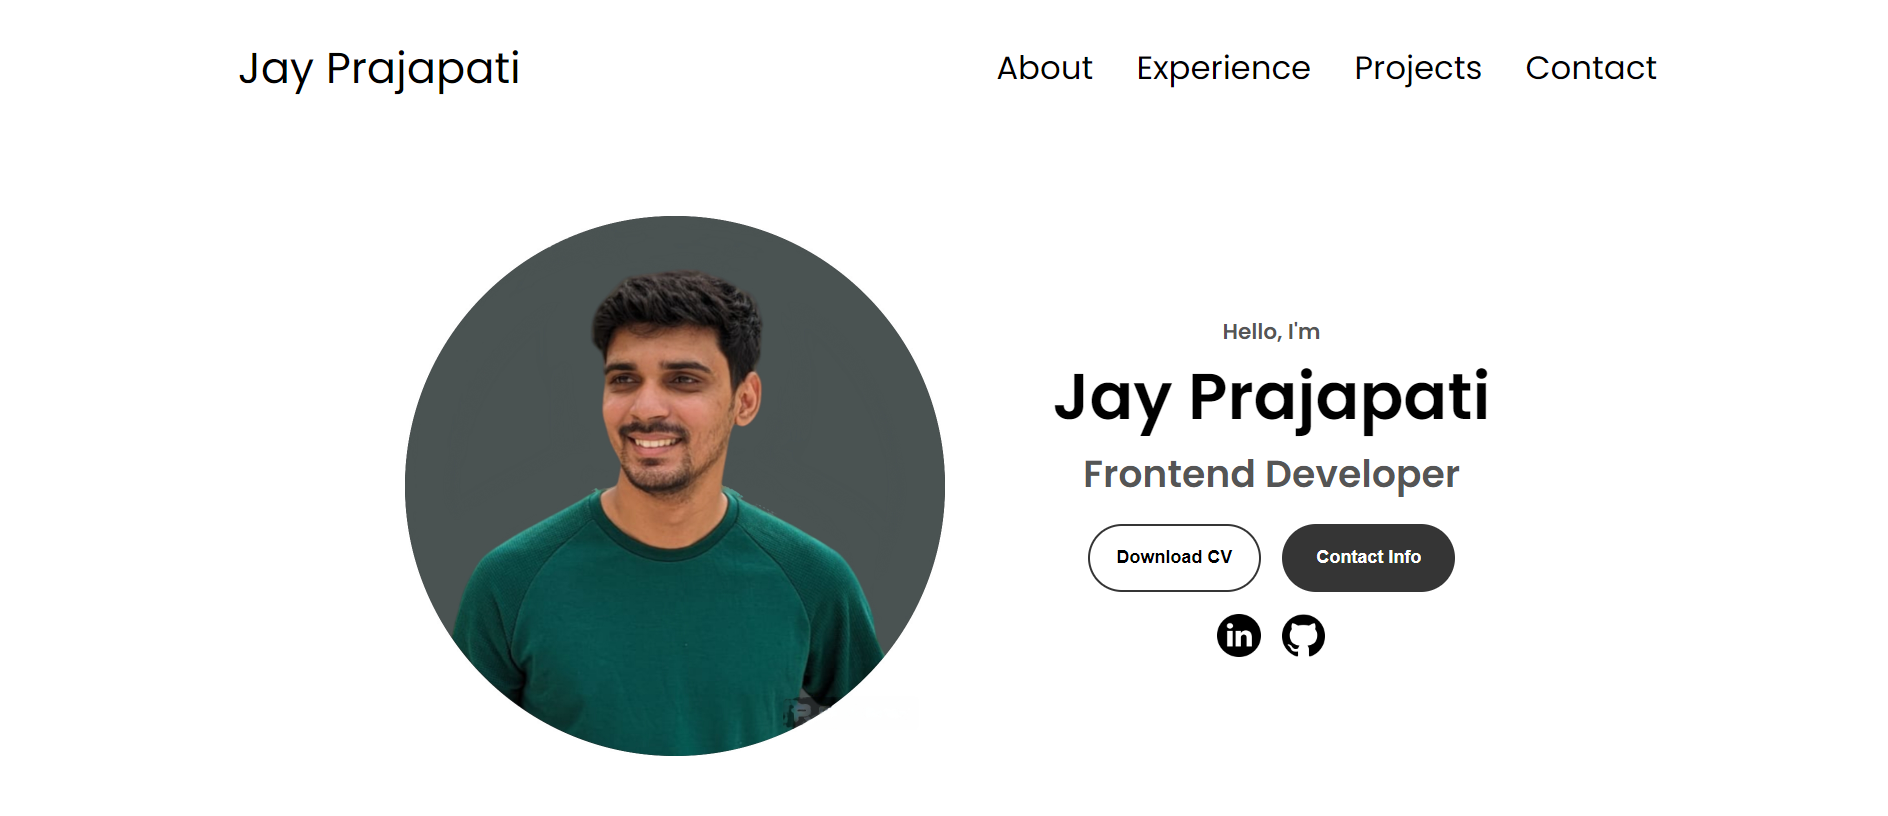 Jay Prajapati
About Experience Projects Contact
Hello, I'm
Jay Prajapati
Frontend Developer
Download CV
Contact Info
in